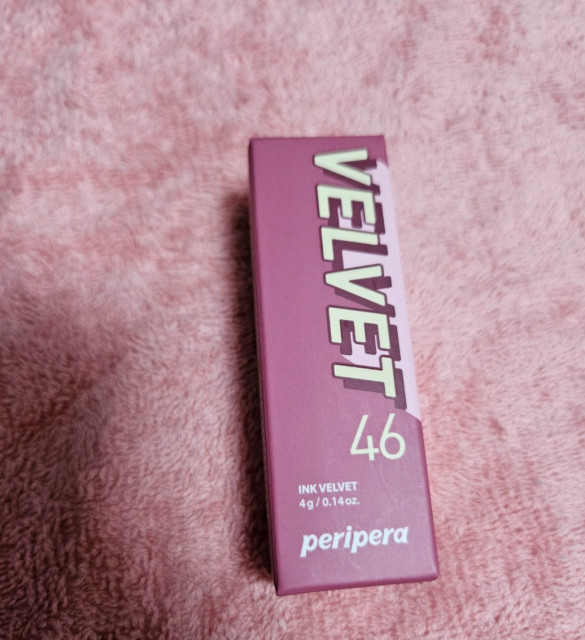 VELVET
46
INK VELVET
4g / 0.14oz.
peripera